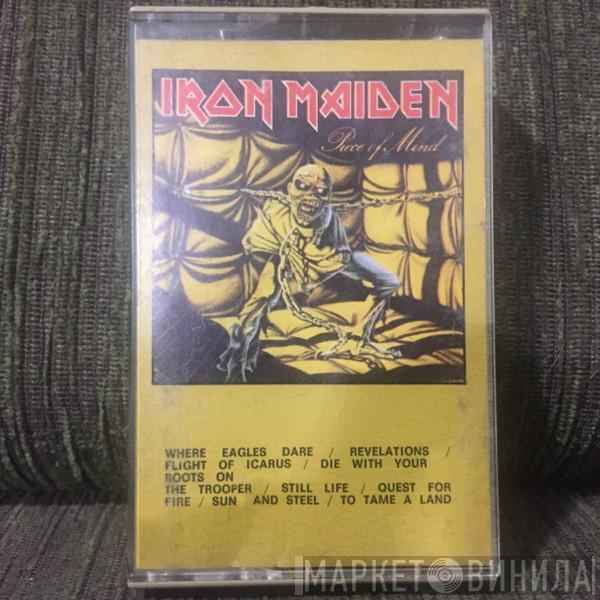 IRON MAIDEN
Piece of Mind
WHERE EAGLES DARE / REVELATIONS /
FLIGHT OF ICARUS / DIE WITH YOUR
BOOTS ON
THE TROOPER / STILL LIFE / QUEST FOR
FIRE / SUN AND STEEL / TO TAME A LAND
МАРКЕТ ВИНИЛА